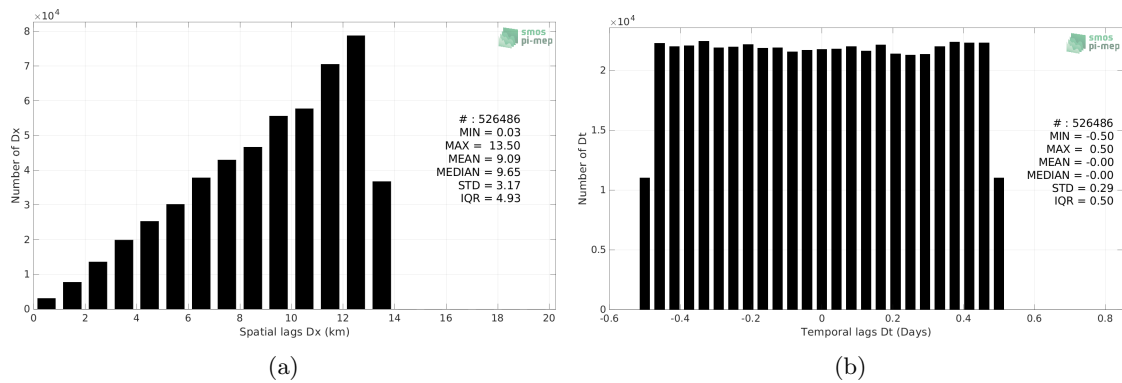 ×10⁴
8
7
6
5
4
3
2
1
0
Number of Dx
smos
pi-mep
# : 526486
MIN = 0.03
MAX = 13.50
MEAN = 9.09
MEDIAN = 9.65
STD = 3.17
IQR = 4.93
0 2 4 6 8 10 12 14 16 18 20
Spatial lags Dx (km)
(a)
×10⁴
2
1.5
1
0.5
0
Number of Dt
smos
pi-mep
# : 526486
MIN = -0.50
MAX = 0.50
MEAN = -0.00
MEDIAN = -0.00
STD = 0.29
IQR = 0.50
-0.6 -0.4 -0.2 0 0.2 0.4 0.6 0.8
Temporal lags Dt (Days)
(b)